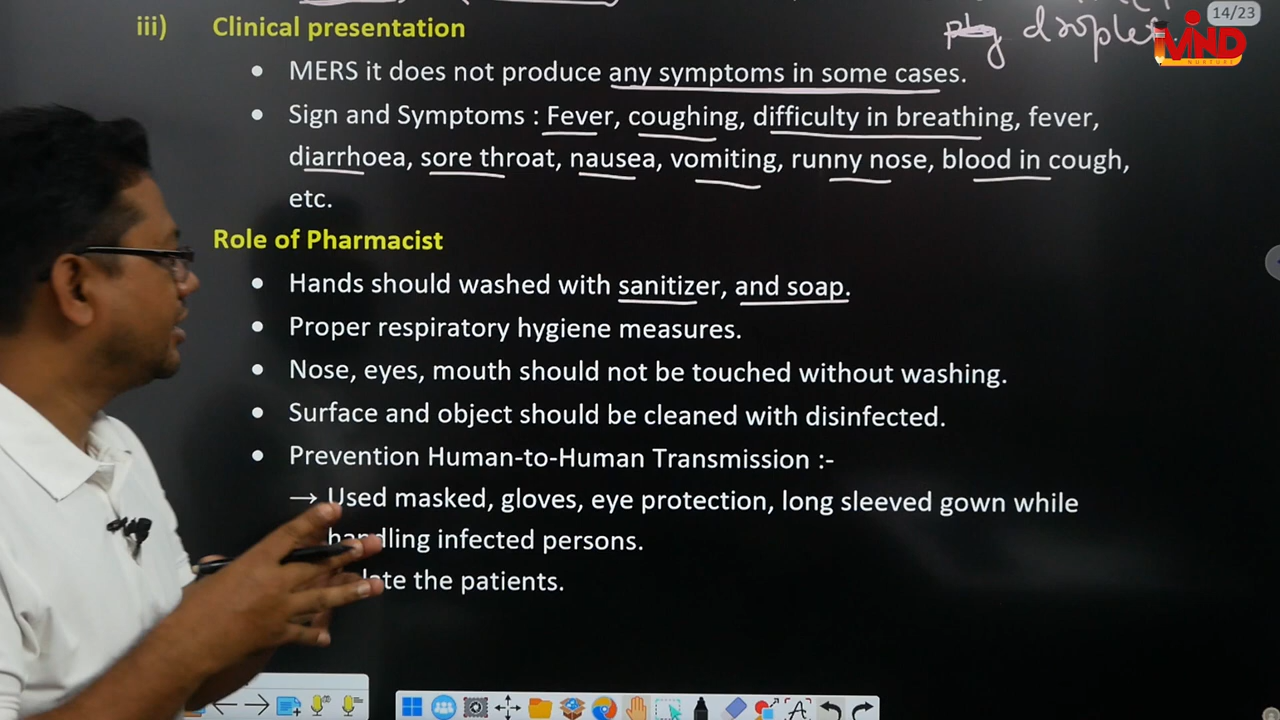 14/23
droplet
MIND
NURTURE
iii) Clinical presentation
• MERS it does not produce any symptoms in some cases.
• Sign and Symptoms : Fever, coughing, difficulty in breathing, fever,
diarrhoea, sore throat, nausea, vomiting, runny nose, blood in cough,
etc.
Role of Pharmacist
• Hands should washed with sanitizer, and soap.
• Proper respiratory hygiene measures.
• Nose, eyes, mouth should not be touched without washing.
• Surface and object should be cleaned with disinfected.
• Prevention Human-to-Human Transmission :-
→ Used masked, gloves, eye protection, long sleeved gown while
handling infected persons.
the patients.